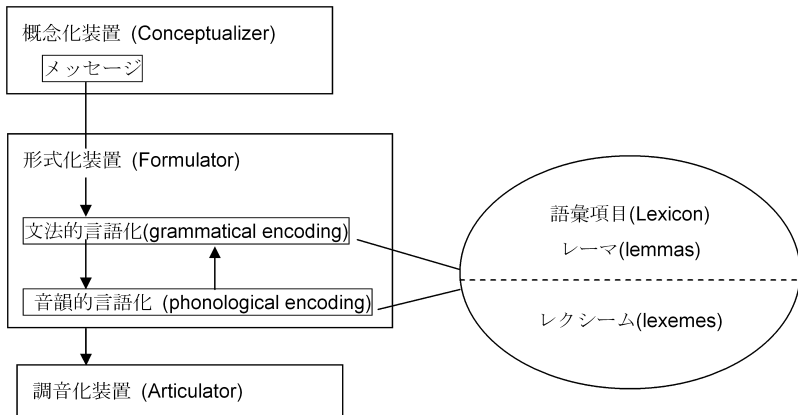 概念化装置 (Conceptualizer)
メッセージ
形式化装置 (Formulator)
文法的言語化(grammatical encoding)
音韻的言語化 (phonological encoding)
調音化装置 (Articulator)
語彙項目(Lexicon)
レーマ(lemmas)
レクシーム(lexemes)